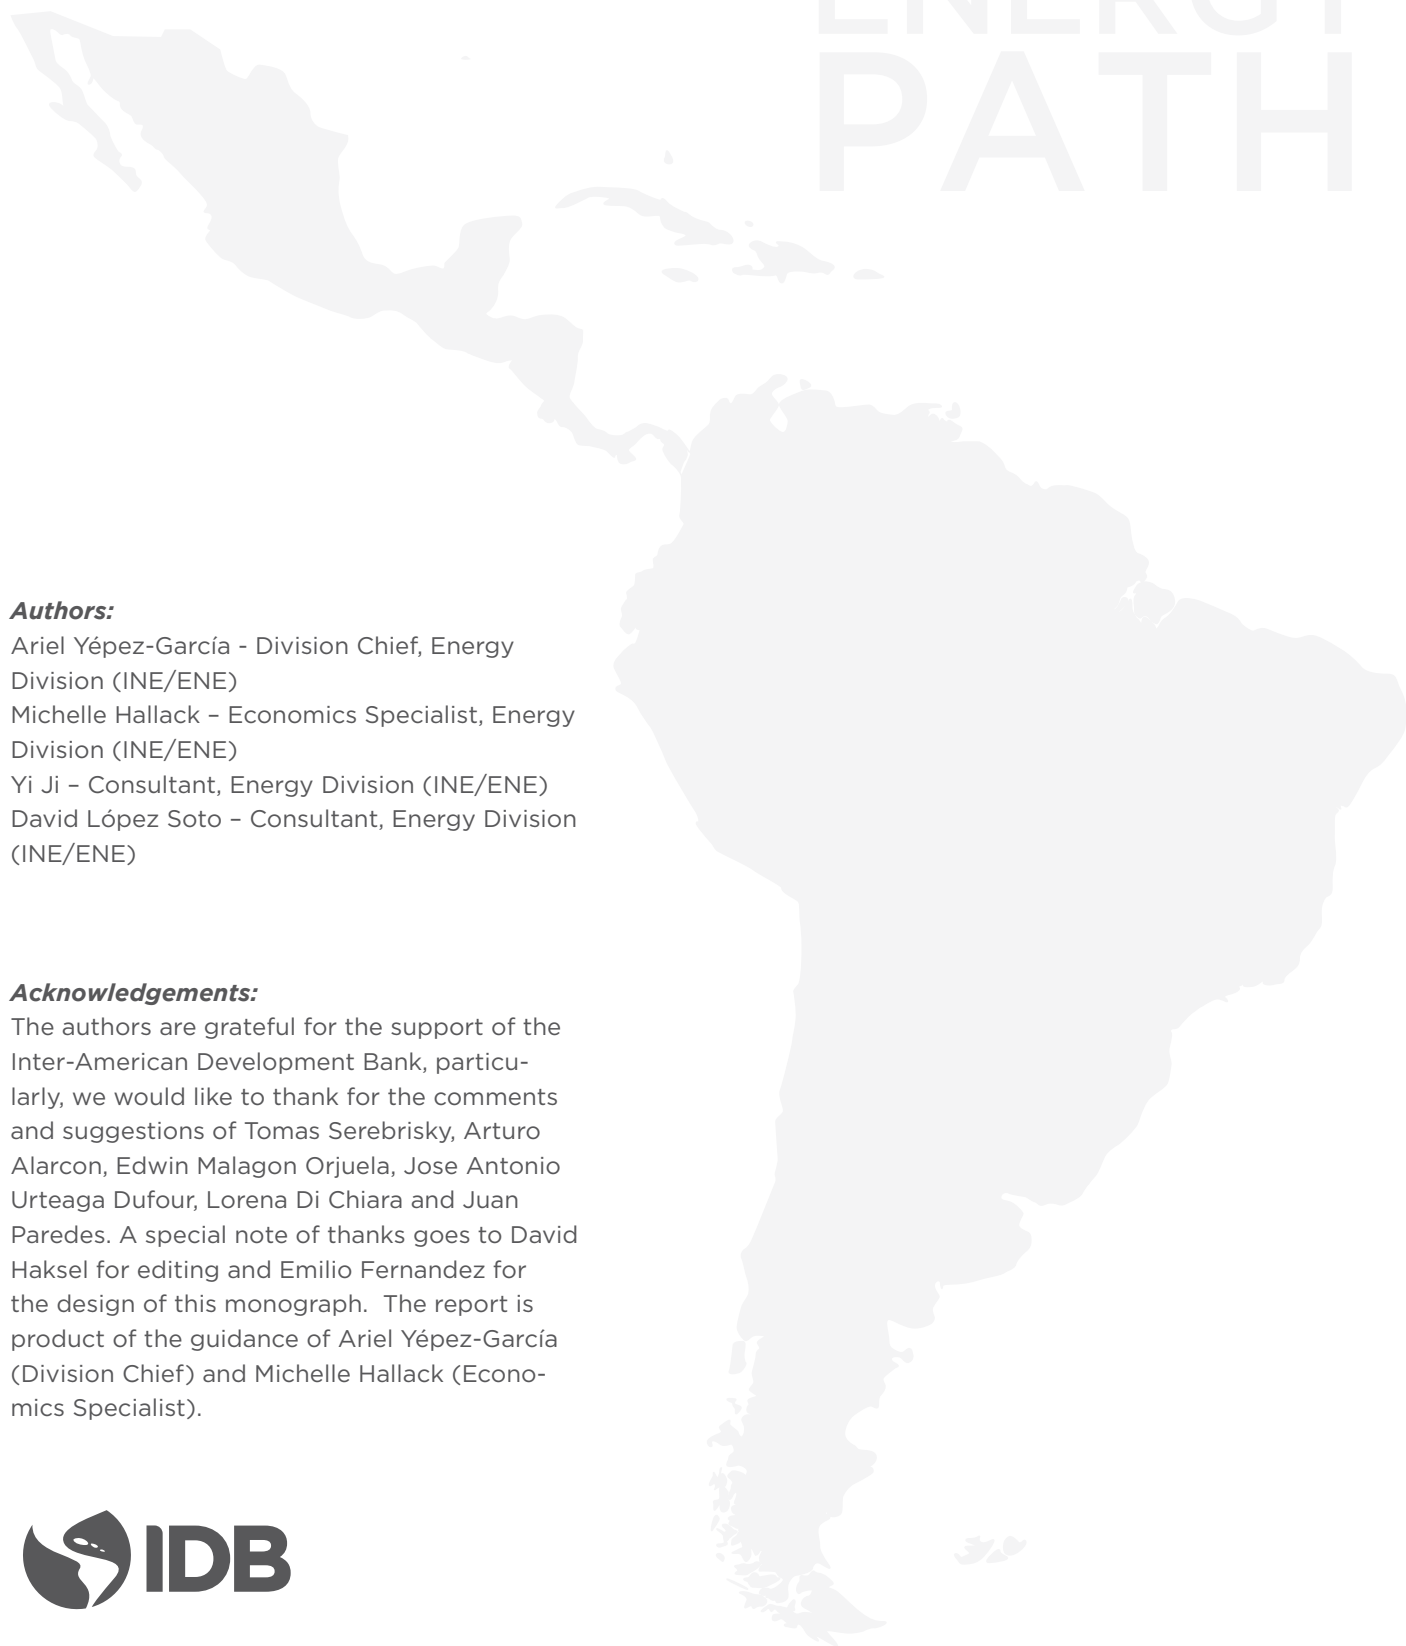 ENERGY
PATH
Authors:
Ariel Yépez-García - Division Chief, Energy
Division (INE/ENE)
Michelle Hallack – Economics Specialist, Energy
Division (INE/ENE)
Yi Ji – Consultant, Energy Division (INE/ENE)
David López Soto – Consultant, Energy Division
(INE/ENE)
Acknowledgements:
The authors are grateful for the support of the
Inter-American Development Bank, particu-
larly, we would like to thank for the comments
and suggestions of Tomas Serebrisky, Arturo
Alarcon, Edwin Malagon Orjuela, Jose Antonio
Urteaga Dufour, Lorena Di Chiara and Juan
Paredes. A special note of thanks goes to David
Haksel for editing and Emilio Fernandez for
the design of this monograph.  The report is
product of the guidance of Ariel Yépez-García
(Division Chief) and Michelle Hallack (Econo-
mics Specialist).
IDB